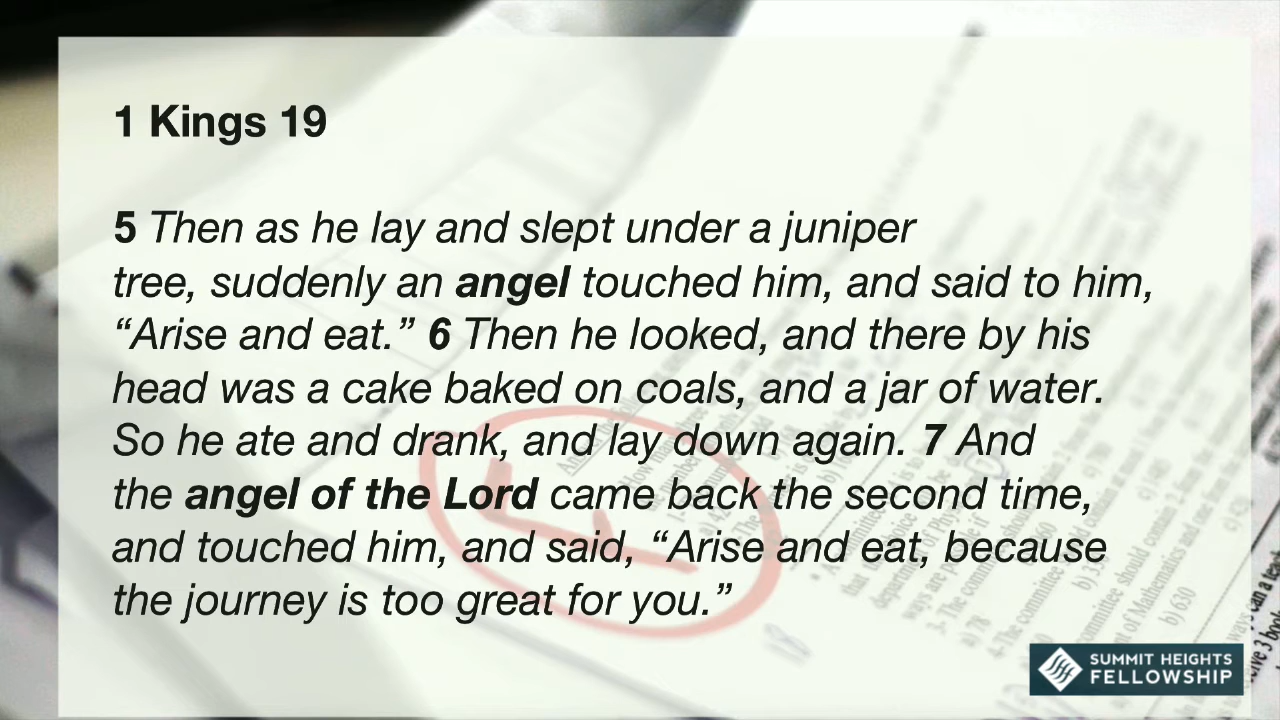 1 Kings 19
5 Then as he lay and slept under a juniper
tree, suddenly an angel touched him, and said to him,
“Arise and eat.” 6 Then he looked, and there by his
head was a cake baked on coals, and a jar of water.
So he ate and drank, and lay down again. 7 And
the angel of the Lord came back the second time,
and touched him, and said, “Arise and eat, because
the journey is too great for you.”
SUMMIT HEIGHTS
FELLOWSHIP